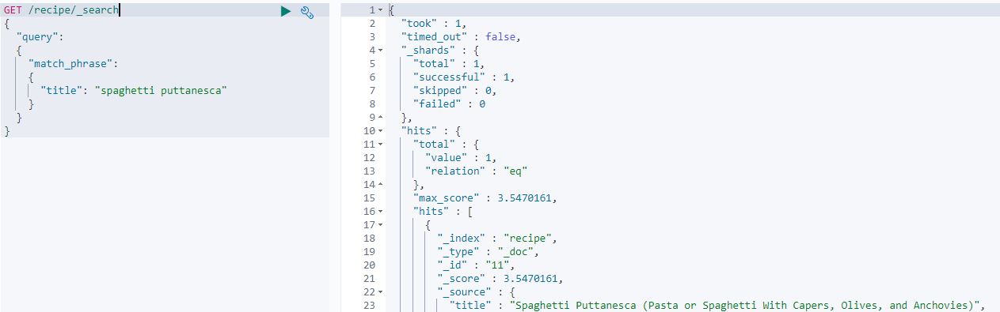 GET /recipe/_search
{
"query":
{
"match_phrase":
{
"title": "spaghetti puttanesca"
}
}
}
1 {
2 "took" : 1,
3 "timed_out" : false,
4 "_shards" : {
5 "total" : 1,
6 "successful" : 1,
7 "skipped" : 0,
8 "failed" : 0
9 },
10 "hits" : {
11 "total" : {
12 "value" : 1,
13 "relation" : "eq"
14 },
15 "max_score" : 3.5470161,
16 "hits" : [
17 {
18 "_index" : "recipe",
19 "_type" : "_doc",
20 "_id" : "11",
21 "_score" : 3.5470161,
22 "_source" : {
23 "title" : "Spaghetti Puttanesca (Pasta or Spaghetti With Capers, Olives, and Anchovies)",